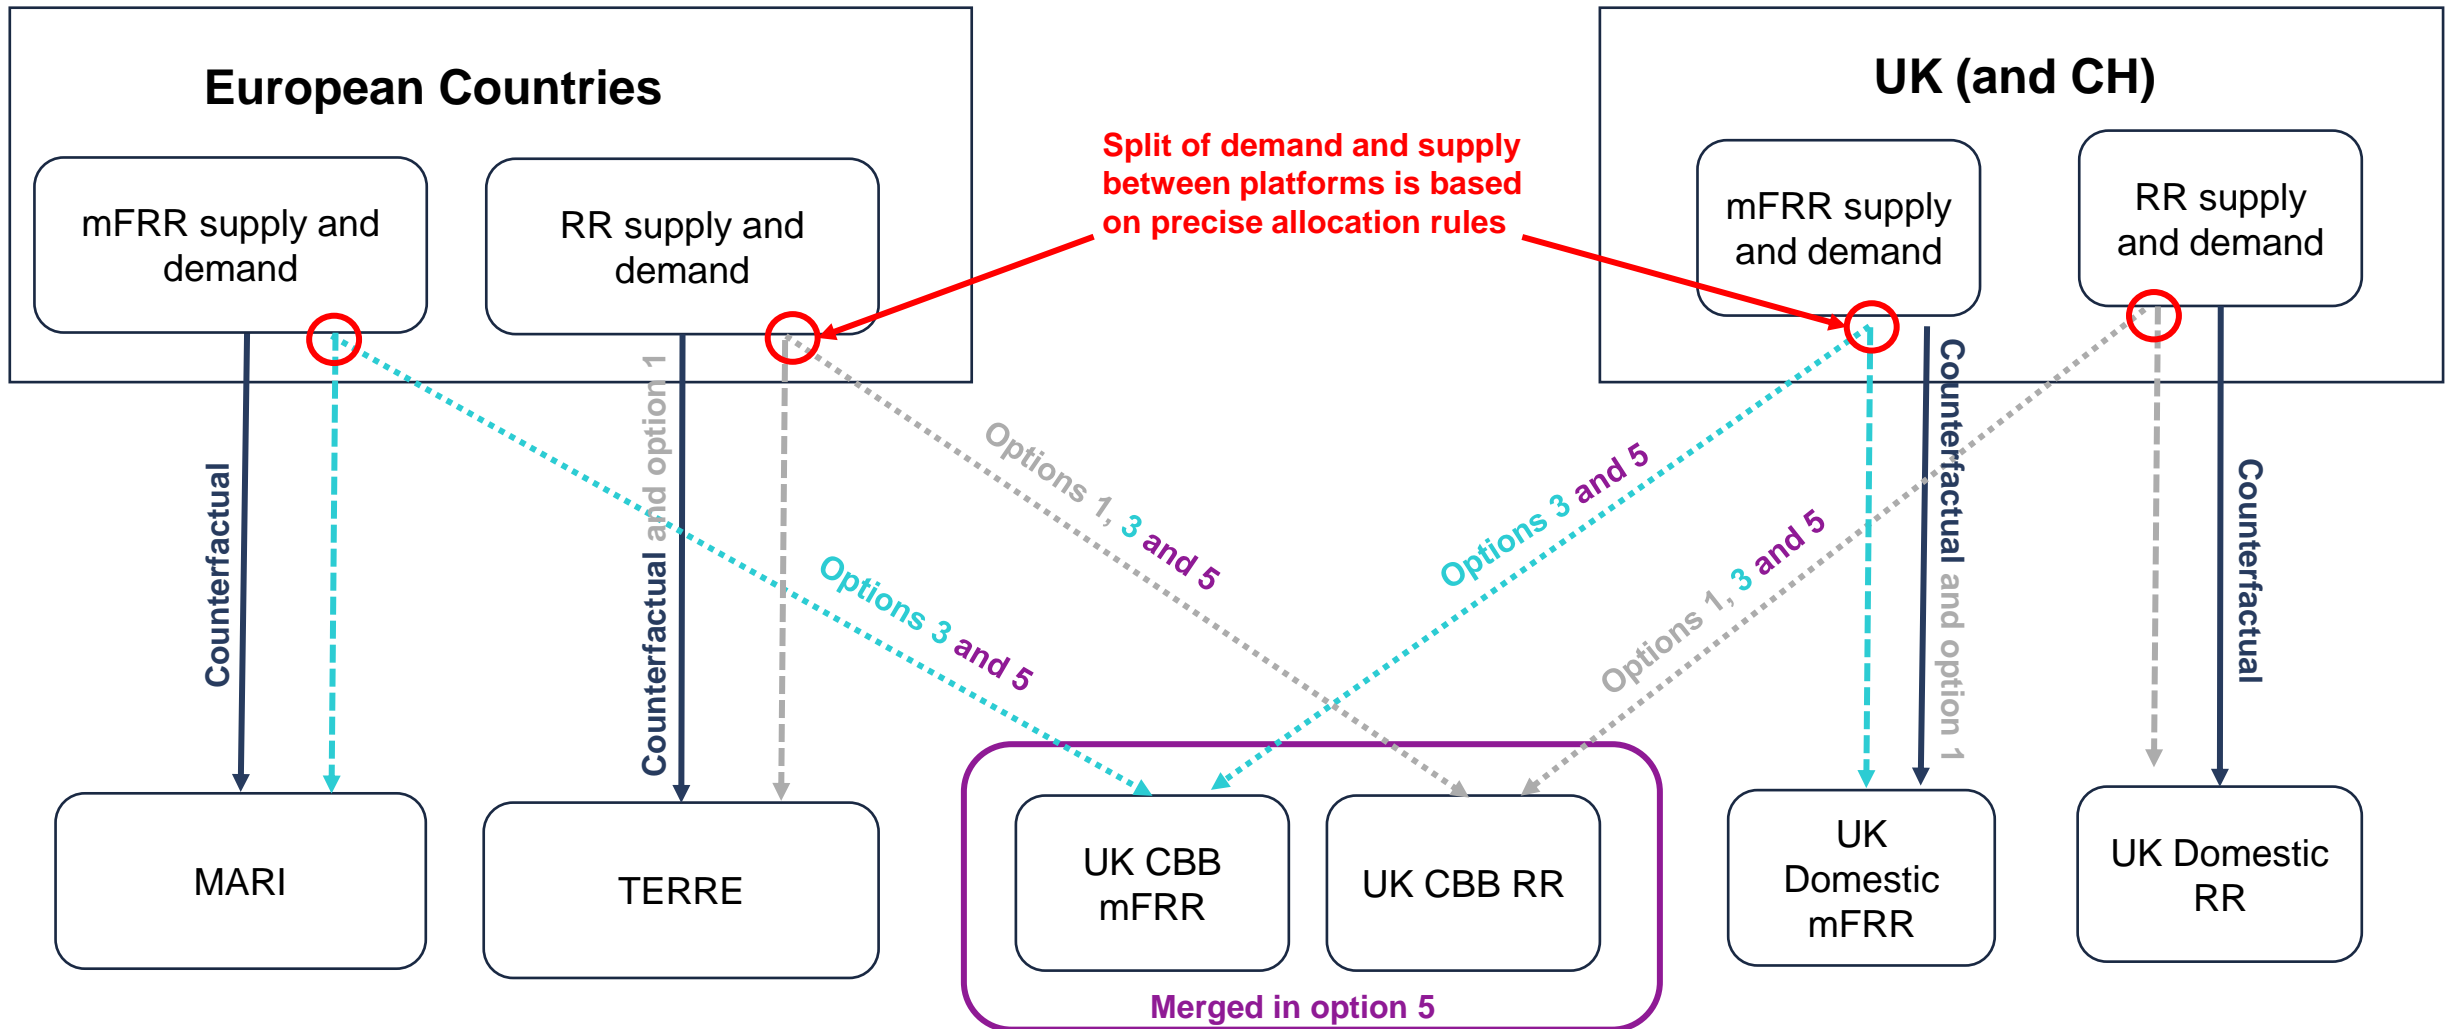 European Countries
UK (and CH)
Split of demand and supply
between platforms is based
on precise allocation rules
mFRR supply and
demand
RR supply and
demand
mFRR supply
and demand
RR supply
and demand
Counterfactual
Counterfactual and option 1
Options 3 and 5
Options 1, 3 and 5
Options 3 and 5
Options 1, 3 and 5
Counterfactual and option 1
Counterfactual
MARI
TERRE
UK CBB
mFRR
UK CBB RR
UK
Domestic
mFRR
UK Domestic
RR
Merged in option 5